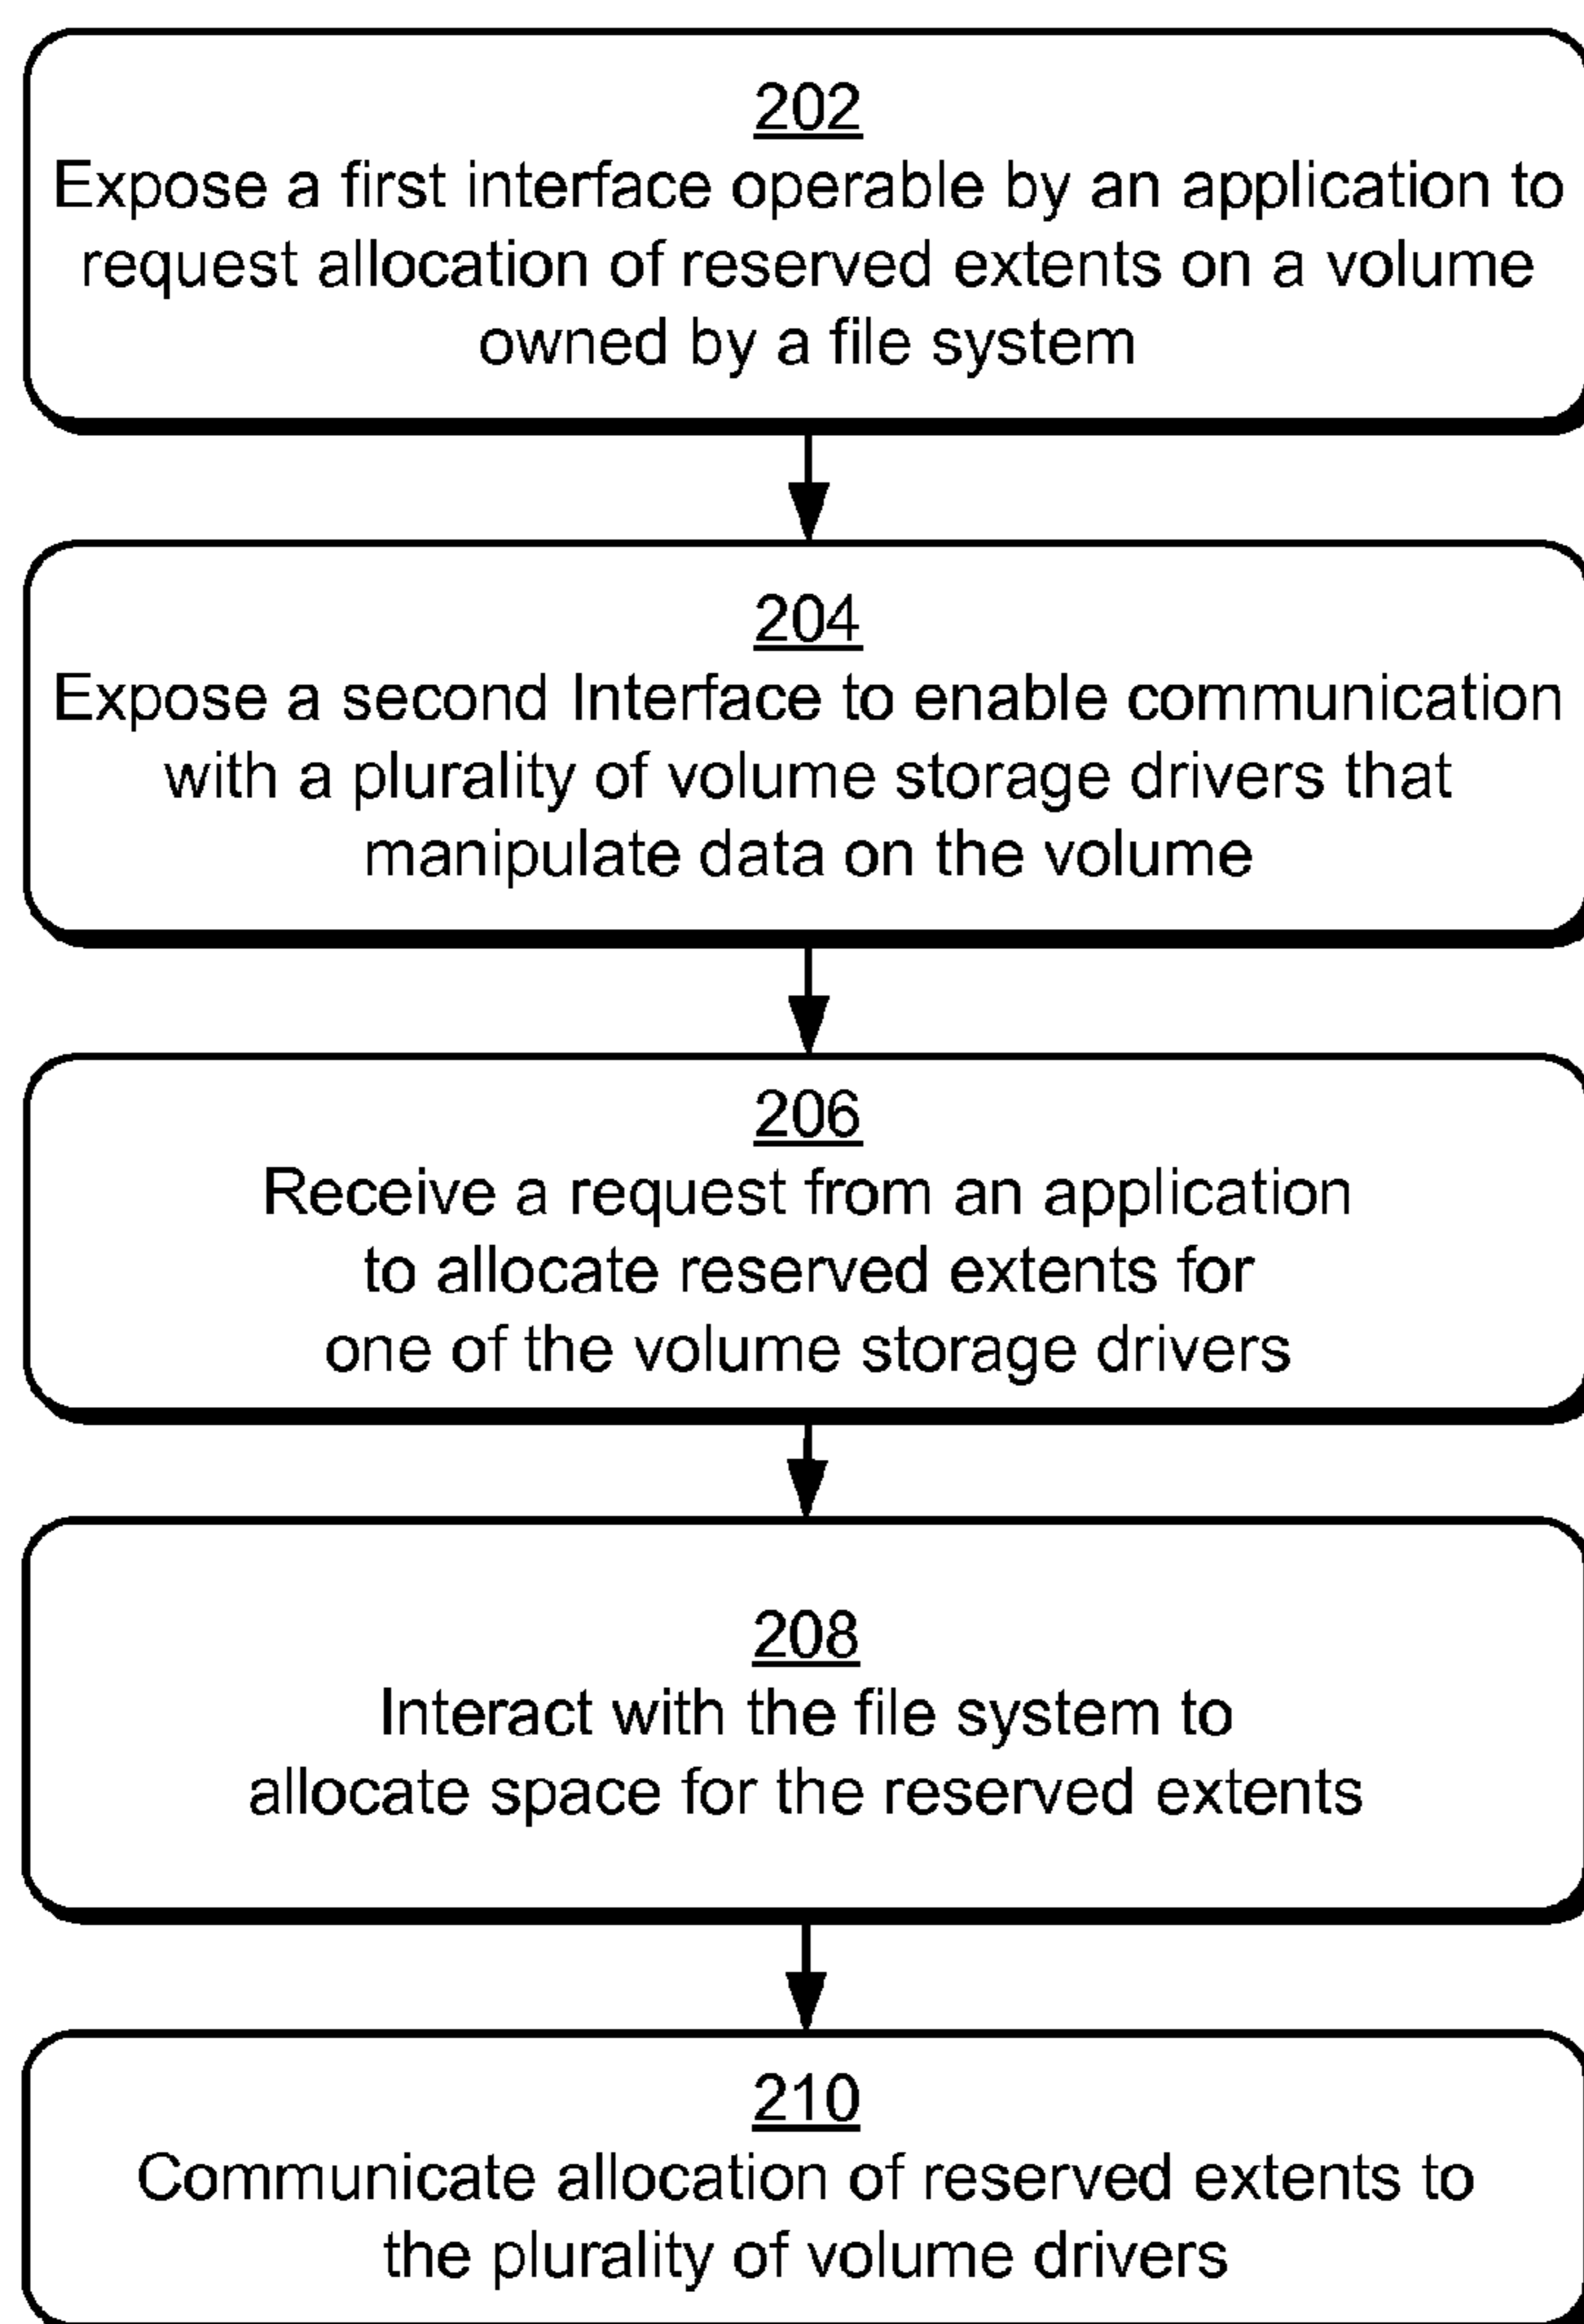 202
Expose a first interface operable by an application to
request allocation of reserved extents on a volume
owned by a file system
204
Expose a second Interface to enable communication
with a plurality of volume storage drivers that
manipulate data on the volume
206
Receive a request from an application
to allocate reserved extents for
one of the volume storage drivers
208
Interact with the file system to
allocate space for the reserved extents
210
Communicate allocation of reserved extents to
the plurality of volume drivers